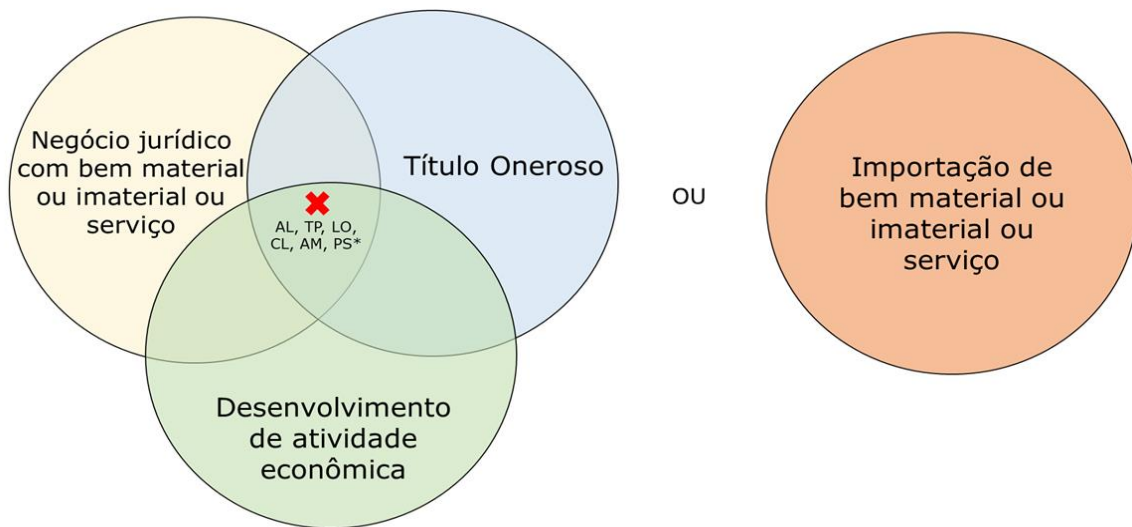 Negócio jurídico
com bem material
ou imaterial ou
serviço
Título Oneroso
AL, TP, LO,
CL, AM, PS*
Desenvolvimento
de atividade
econômica
OU
Importação de
bem material ou
imaterial ou
serviço